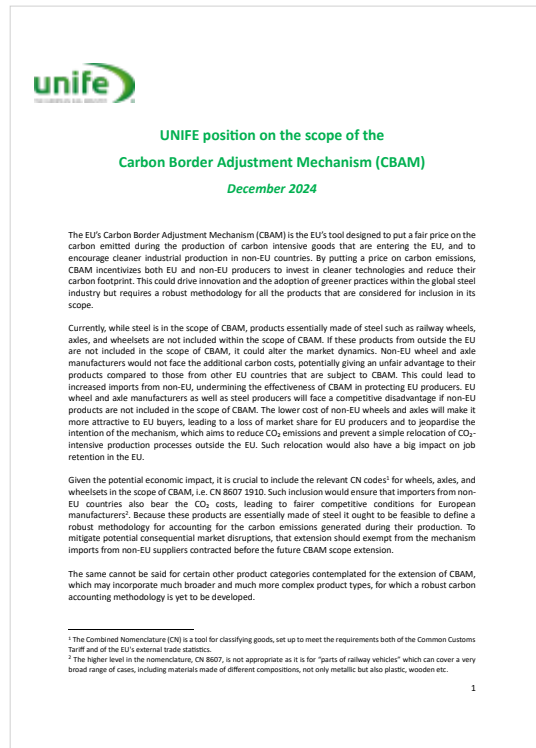 unife
UNIFE position on the scope of the
Carbon Border Adjustment Mechanism (CBAM)
December 2024
The EU's Carbon Border Adjustment Mechanism (CBAM) is the EU's tool designed to put a fair price on the
carbon emitted during the production of carbon intensive goods that are entering the EU, and to
encourage cleaner industrial production in non-EU countries. By putting a price on carbon emissions,
CBAM incentivizes both EU and non-EU producers to invest in cleaner technologies and reduce their
carbon footprint. This could drive innovation and the adoption of greener practices within the global steel
industry but requires a robust methodology for all the products that are considered for inclusion in its
scope.
Currently, while steel is in the scope of CBAM, products essentially made of steel such as railway wheels,
axles, and wheelsets are not included within the scope of CBAM. If these products from outside the EU
are not included in the scope of CBAM, it could alter the market dynamics. Non-EU wheel and axle
manufacturers would not face the additional carbon costs, potentially giving an unfair advantage to their
products compared to those from other EU countries that are subject to CBAM. This could lead to
increased imports from non-EU, undermining the effectiveness of CBAM in protecting EU producers. EU
wheel and axle manufacturers as well as steel producers will face a competitive disadvantage if non-EU
products are not included in the scope of CBAM. The lower cost of non-EU wheels and axles will make it
more attractive to EU buyers, leading to a loss of market share for EU producers and to jeopardise the
intention of the mechanism, which aims to reduce CO₂ emissions and prevent a simple relocation of CO₂-
intensive production processes outside the EU. Such relocation would also have a big impact on job
retention in the EU.
Given the potential economic impact, it is crucial to include the relevant CN codes¹ for wheels, axles, and
wheelsets in the scope of CBAM, i.e. CN 8607 1910. Such inclusion would ensure that importers from non-
EU countries also bear the CO₂ costs, leading to fairer competitive conditions for European
manufacturers². Because these products are essentially made of steel it ought to be feasible to define a
robust methodology for accounting for the carbon emissions generated during their production. To
mitigate potential consequential market disruptions, that extension should exempt from the mechanism
imports from non-EU suppliers contracted before the future CBAM scope extension.
The same cannot be said for certain other product categories contemplated for the extension of CBAM,
which may incorporate much broader and much more complex product types, for which a robust carbon
accounting methodology is yet to be developed.
¹ The Combined Nomenclature (CN) is a tool for classifying goods, set up to meet the requirements both of the Common Customs
Tariff and of the EU's external trade statistics.
² The higher level in the nomenclature, CN 8607, is not appropriate as it is for "parts of railway vehicles" which can cover a very
broad range of cases, including materials made of different compositions, not only metallic but also plastic, wooden etc.
1